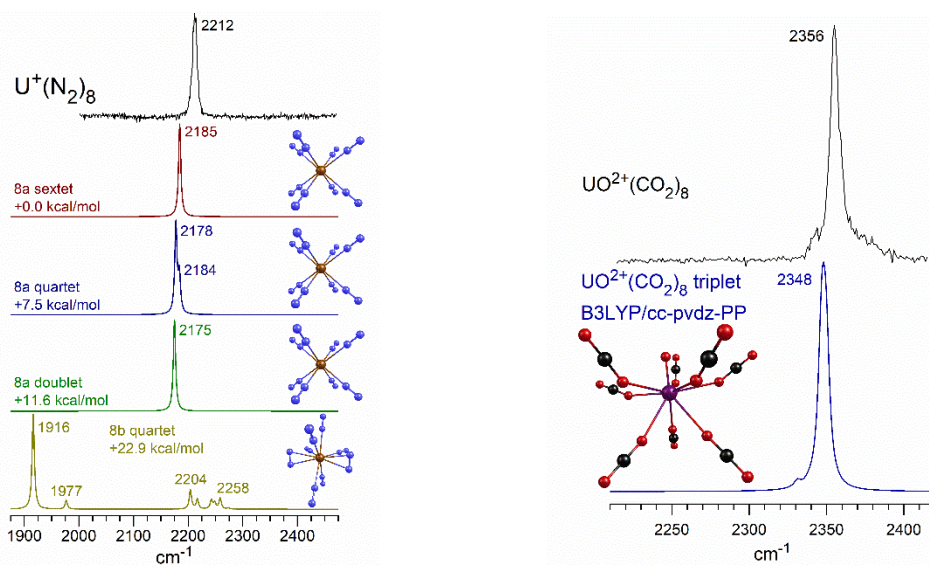 2212
U⁺(N₂)₈
2185
8a sextet
+0.0 kcal/mol
2178
2184
8a quartet
+7.5 kcal/mol
2175
8a doublet
+11.6 kcal/mol
1916
8b quartet
+22.9 kcal/mol
1977
2204
2258
1900 2000 2100 2200 2300 2400
cm⁻¹
2356
UO²⁺(CO₂)₈
UO²⁺(CO₂)₈ triplet
B3LYP/cc-pvdz-PP
2348
2250 2300 2350 2400
cm⁻¹